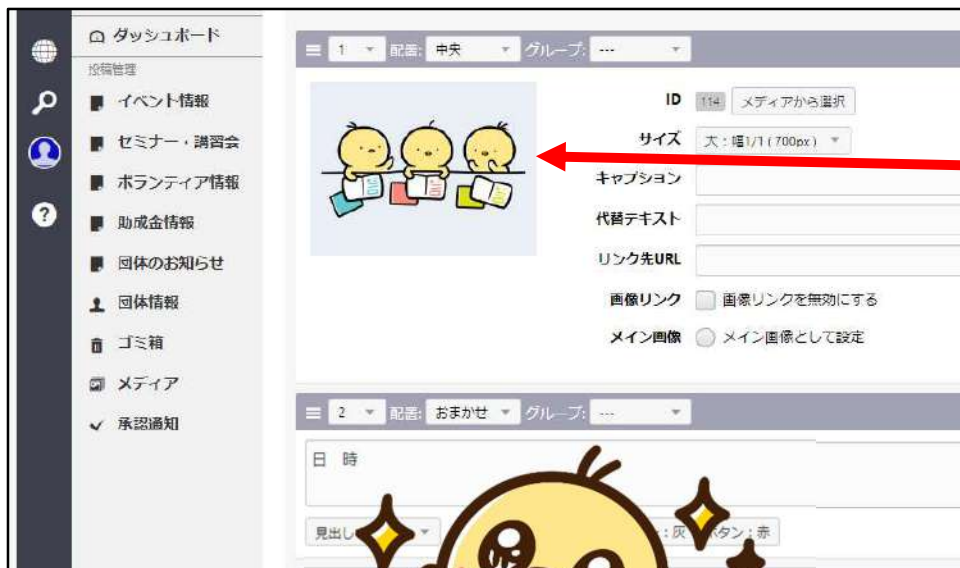 ダッシュボード
投稿管理
イベント情報
セミナー・講習会
ボランティア情報
助成金情報
団体のお知らせ
団体情報
ゴミ箱
メディア
承認通知
1 配置: 中央 グループ: ---
ID 114 メディアから選択
サイズ 大：幅1/1 ( 700px )
キャプション
代替テキスト
リンク先URL
画像リンク 画像リンクを無効にする
メイン画像 メイン画像として設定
2 配置: おまかせ グループ: ---
日　時
見出し
: 灰
ボタン：赤